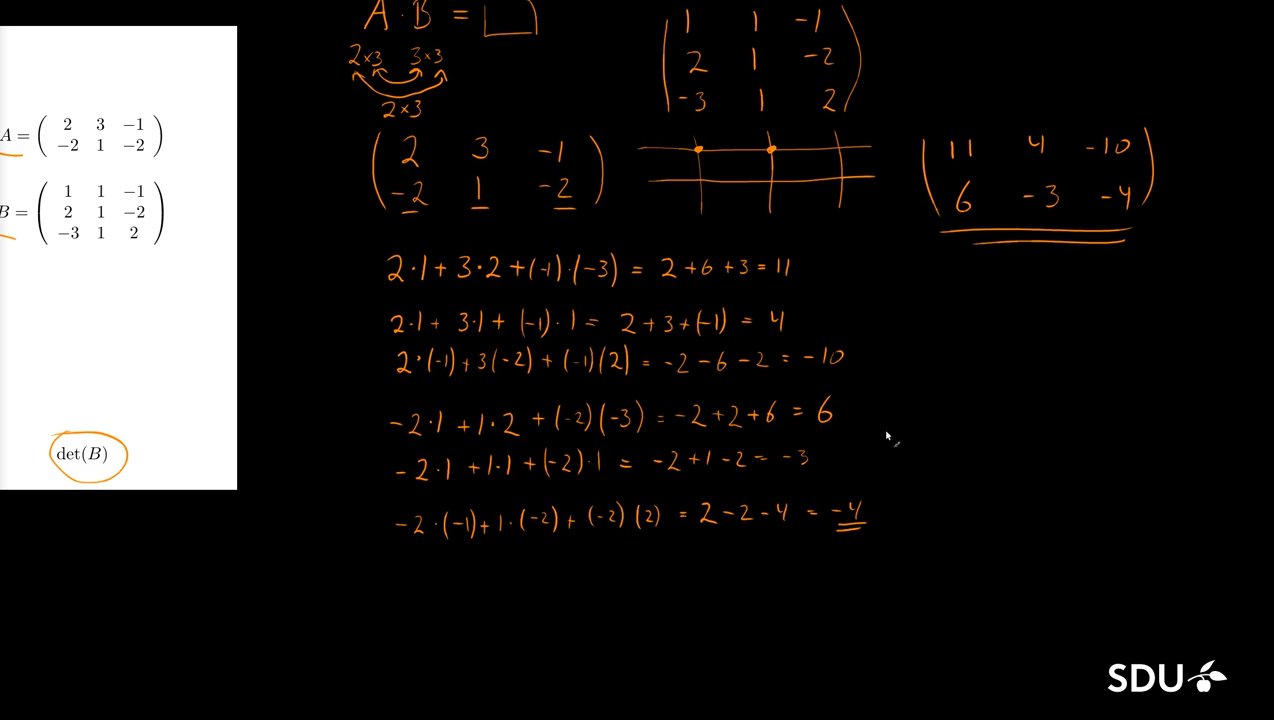 A · B =
2×3 3×3
2×3
1 1 -1
2 1 -2
-3 1 2
A = ( 2 3 −1
−2 1 −2 )
B = ( 1 1 −1
2 1 −2
−3 1 2 )
det(B)
2 3 -1
-2 1 -2
11 4 -10
6 -3 -4
2·1 + 3·2 + (-1)·(-3) = 2 + 6 + 3 = 11
2·1 + 3·1 + (-1)·1 = 2 + 3 + (-1) = 4
2·(-1) + 3(-2) + (-1)(2) = -2 - 6 - 2 = -10
-2·1 + 1·2 + (-2)(-3) = -2 + 2 + 6 = 6
-2·1 + 1·1 + (-2)·1 = -2 + 1 - 2 = -3
-2·(-1) + 1·(-2) + (-2)(2) = 2 - 2 - 4 = -4
SDU